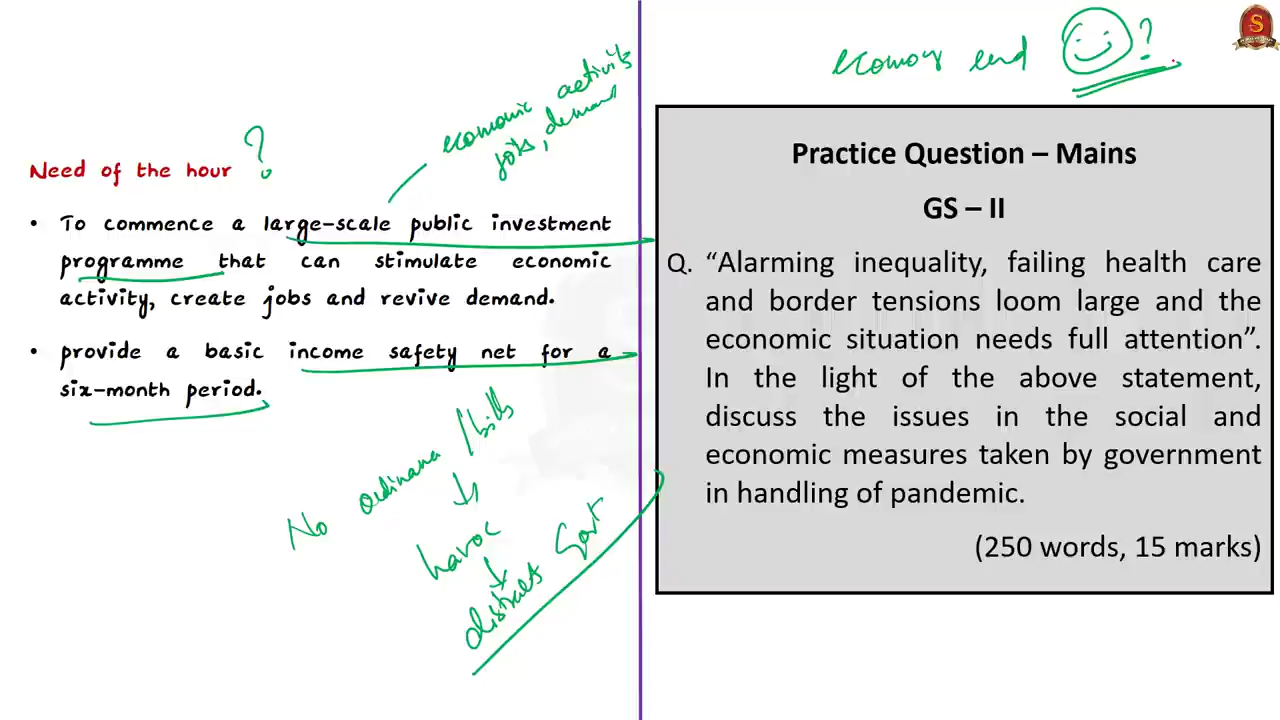 economic activity
jobs, demand
Need of the hour ?
• To commence a large-scale public investment
programme that can stimulate economic
activity, create jobs and revive demand.
• provide a basic income safety net for a
six-month period.
No ordinance /bills
havoc
Govt
end ?
S
Practice Question – Mains
GS – II
Q. “Alarming inequality, failing health care
and border tensions loom large and the
economic situation needs full attention”.
In the light of the above statement,
discuss the issues in the social and
economic measures taken by government
in handling of pandemic.
(250 words, 15 marks)